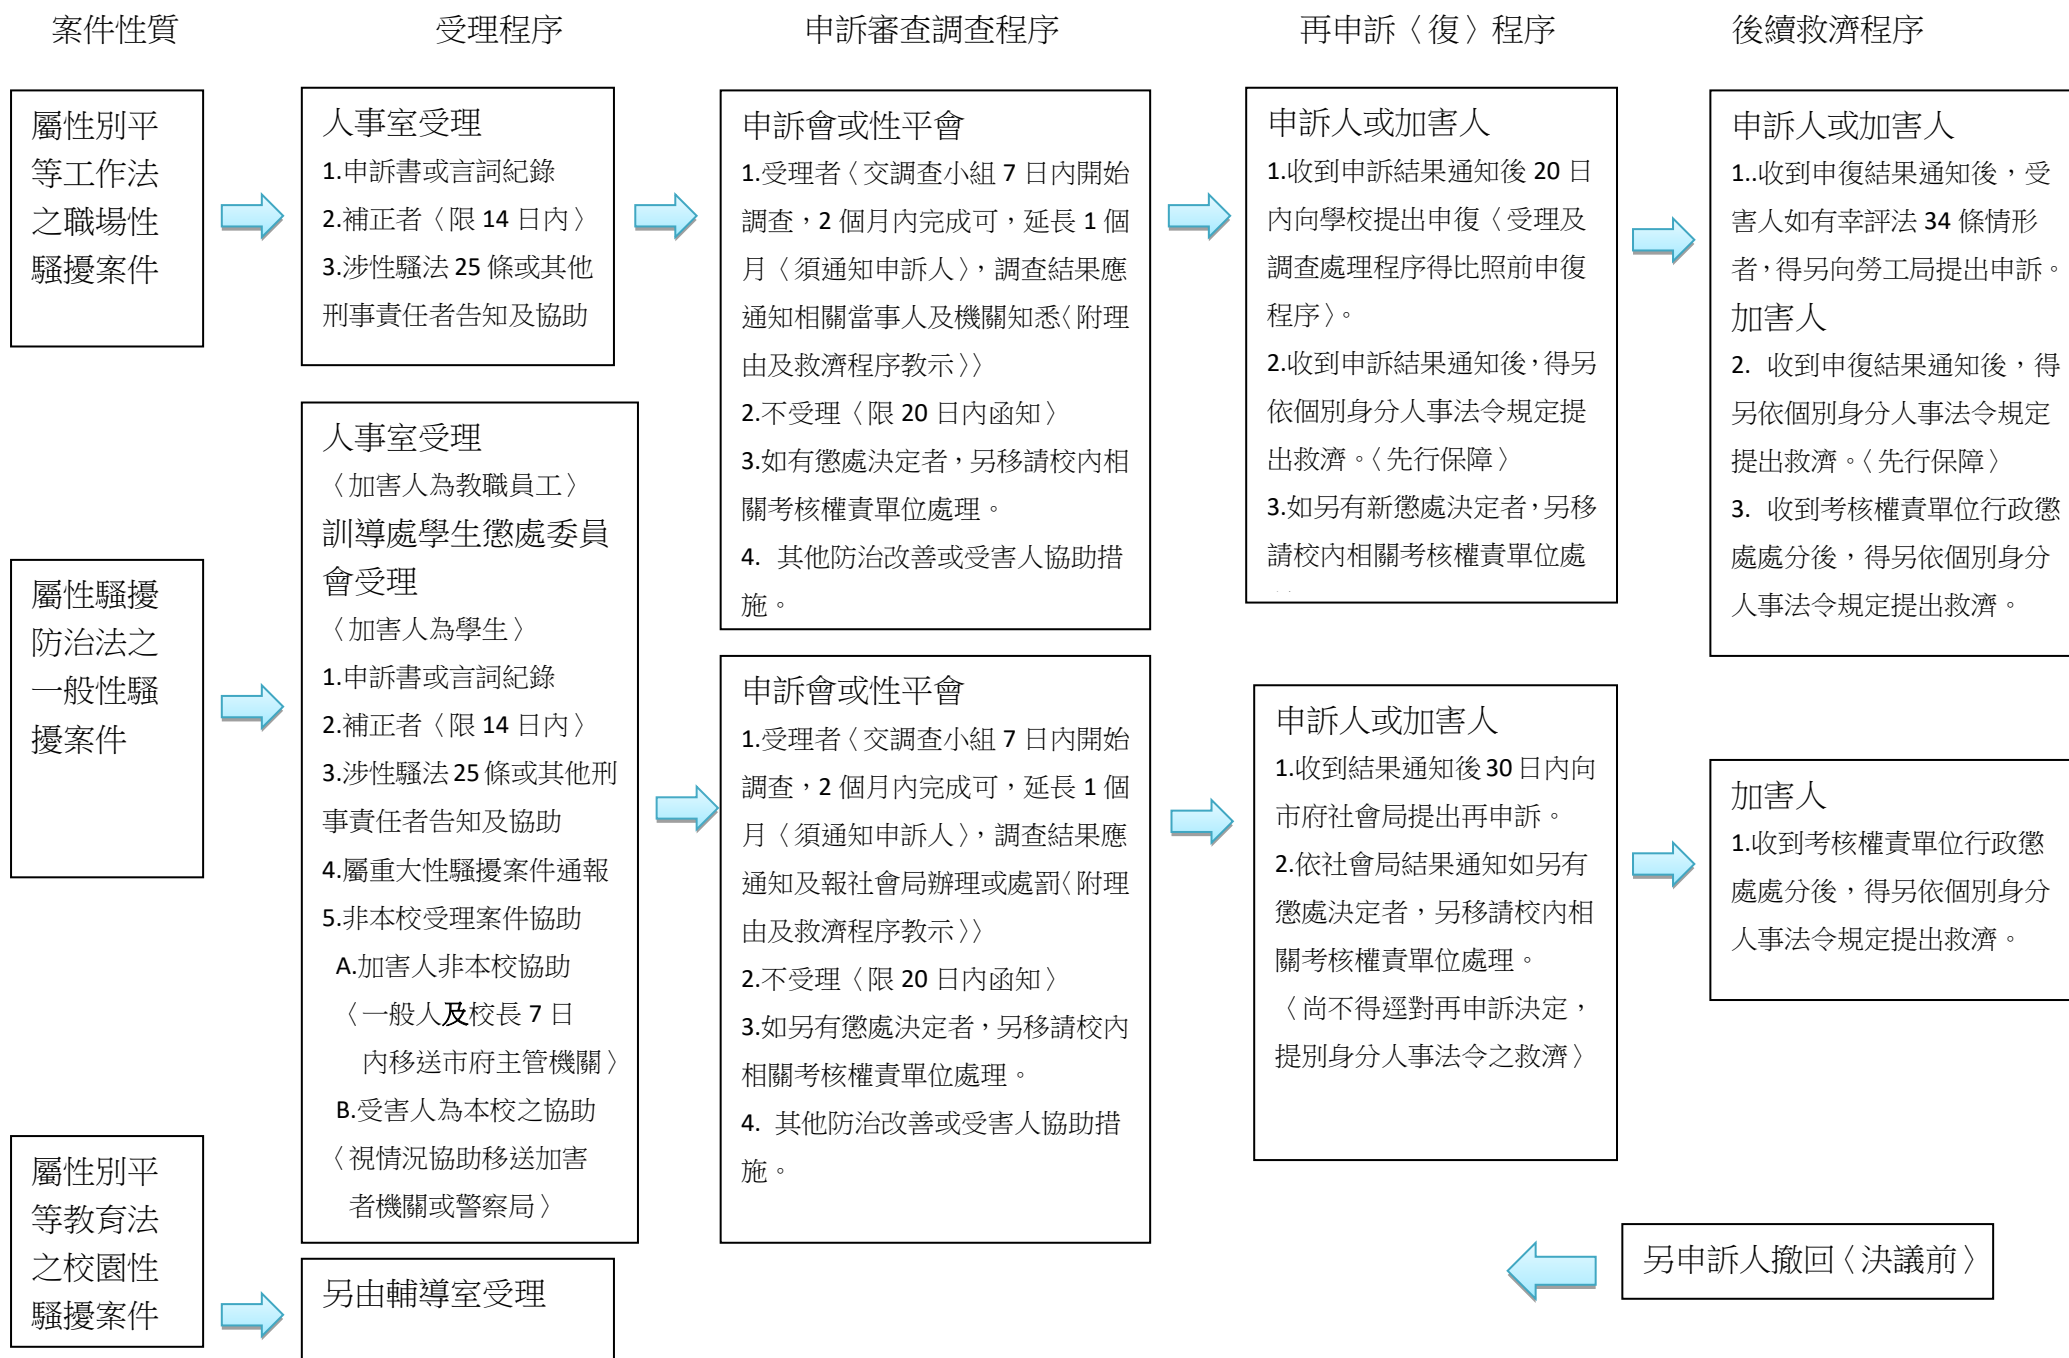 案件性質
受理程序
申訴審查調查程序
再申訴〈復〉程序
後續救濟程序
屬性別平
等工作法
之職場性
騷擾案件
人事室受理
1.申訴書或言詞紀錄
2.補正者〈限 14 日內〉
3.涉性騷法 25 條或其他
刑事責任者告知及協助
申訴會或性平會
1.受理者〈交調查小組 7 日內開始
調查，2 個月內完成可，延長 1 個
月〈須通知申訴人〉，調查結果應
通知相關當事人及機關知悉〈附理
由及救濟程序教示〉〉
2.不受理〈限 20 日內函知〉
3.如有懲處決定者，另移請校內相
關考核權責單位處理。
4. 其他防治改善或受害人協助措
施。
申訴人或加害人
1.收到申訴結果通知後 20 日
內向學校提出申復〈受理及
調查處理程序得比照前申復
程序〉。
2.收到申訴結果通知後，得另
依個別身分人事法令規定提
出救濟。〈先行保障〉
3.如另有新懲處決定者，另移
請校內相關考核權責單位處
申訴人或加害人
1..收到申復結果通知後，受
害人如有幸評法 34 條情形
者，得另向勞工局提出申訴。
加害人
2. 收到申復結果通知後，得
另依個別身分人事法令規定
提出救濟。〈先行保障〉
3. 收到考核權責單位行政懲
處處分後，得另依個別身分
人事法令規定提出救濟。
屬性騷擾
防治法之
一般性騷
擾案件
人事室受理
〈加害人為教職員工〉
訓導處學生懲處委員
會受理
〈加害人為學生〉
1.申訴書或言詞紀錄
2.補正者〈限 14 日內〉
3.涉性騷法 25 條或其他刑
事責任者告知及協助
4.屬重大性騷擾案件通報
5.非本校受理案件協助
A.加害人非本校協助
〈一般人及校長 7 日
內移送市府主管機關〉
B.受害人為本校之協助
〈視情況協助移送加害
者機關或警察局〉
申訴會或性平會
1.受理者〈交調查小組 7 日內開始
調查，2 個月內完成可，延長 1 個
月〈須通知申訴人〉，調查結果應
通知及報社會局辦理或處罰〈附理
由及救濟程序教示〉〉
2.不受理〈限 20 日內函知〉
3.如另有懲處決定者，另移請校內
相關考核權責單位處理。
4. 其他防治改善或受害人協助措
施。
申訴人或加害人
1.收到結果通知後 30 日內向
市府社會局提出再申訴。
2.依社會局結果通知如另有
懲處決定者，另移請校內相
關考核權責單位處理。
〈尚不得逕對再申訴決定，
提別身分人事法令之救濟〉
加害人
1.收到考核權責單位行政懲
處處分後，得另依個別身分
人事法令規定提出救濟。
屬性別平
等教育法
之校園性
騷擾案件
另由輔導室受理
另申訴人撤回〈決議前〉